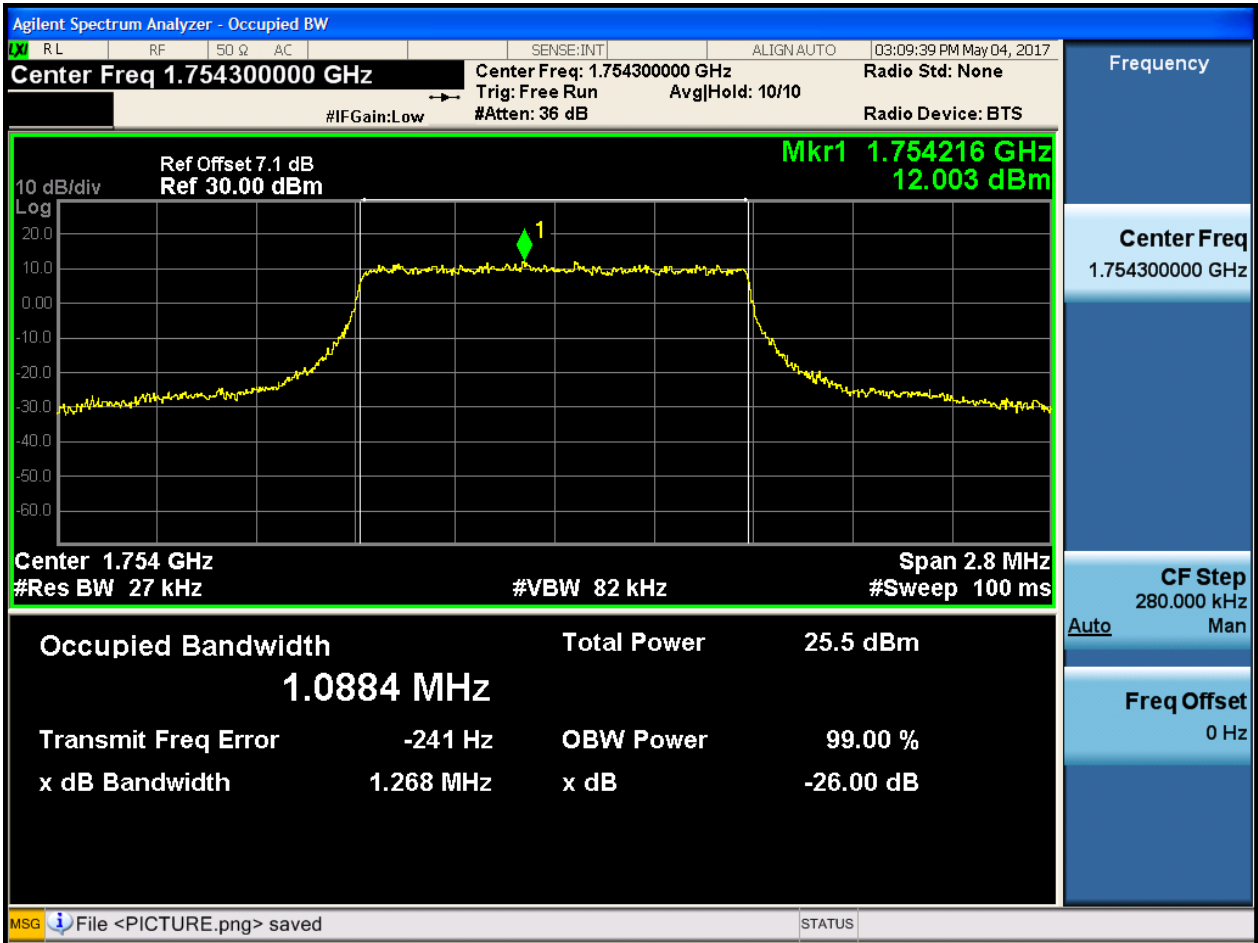 Agilent Spectrum Analyzer - Occupied BW
LXI RL RF 50 Ω AC SENSE:INT ALIGN AUTO 03:09:39 PM May 04, 2017
Center Freq 1.754300000 GHz
Center Freq: 1.754300000 GHz
Radio Std: None
Trig: Free Run Avg|Hold: 10/10
#IFGain:Low
#Atten: 36 dB
Radio Device: BTS
Frequency
Mkr1 1.754216 GHz
12.003 dBm
Ref Offset 7.1 dB
10 dB/div Ref 30.00 dBm
Log
20.0
10.0
0.00
-10.0
-20.0
-30.0
-40.0
-50.0
-60.0
1
Center 1.754 GHz Span 2.8 MHz
#Res BW 27 kHz #VBW 82 kHz #Sweep 100 ms
Center Freq
1.754300000 GHz
CF Step
280.000 kHz
Auto Man
Freq Offset
0 Hz
Occupied Bandwidth Total Power 25.5 dBm
1.0884 MHz
Transmit Freq Error -241 Hz OBW Power 99.00 %
x dB Bandwidth 1.268 MHz x dB -26.00 dB
MSG File <PICTURE.png> saved STATUS